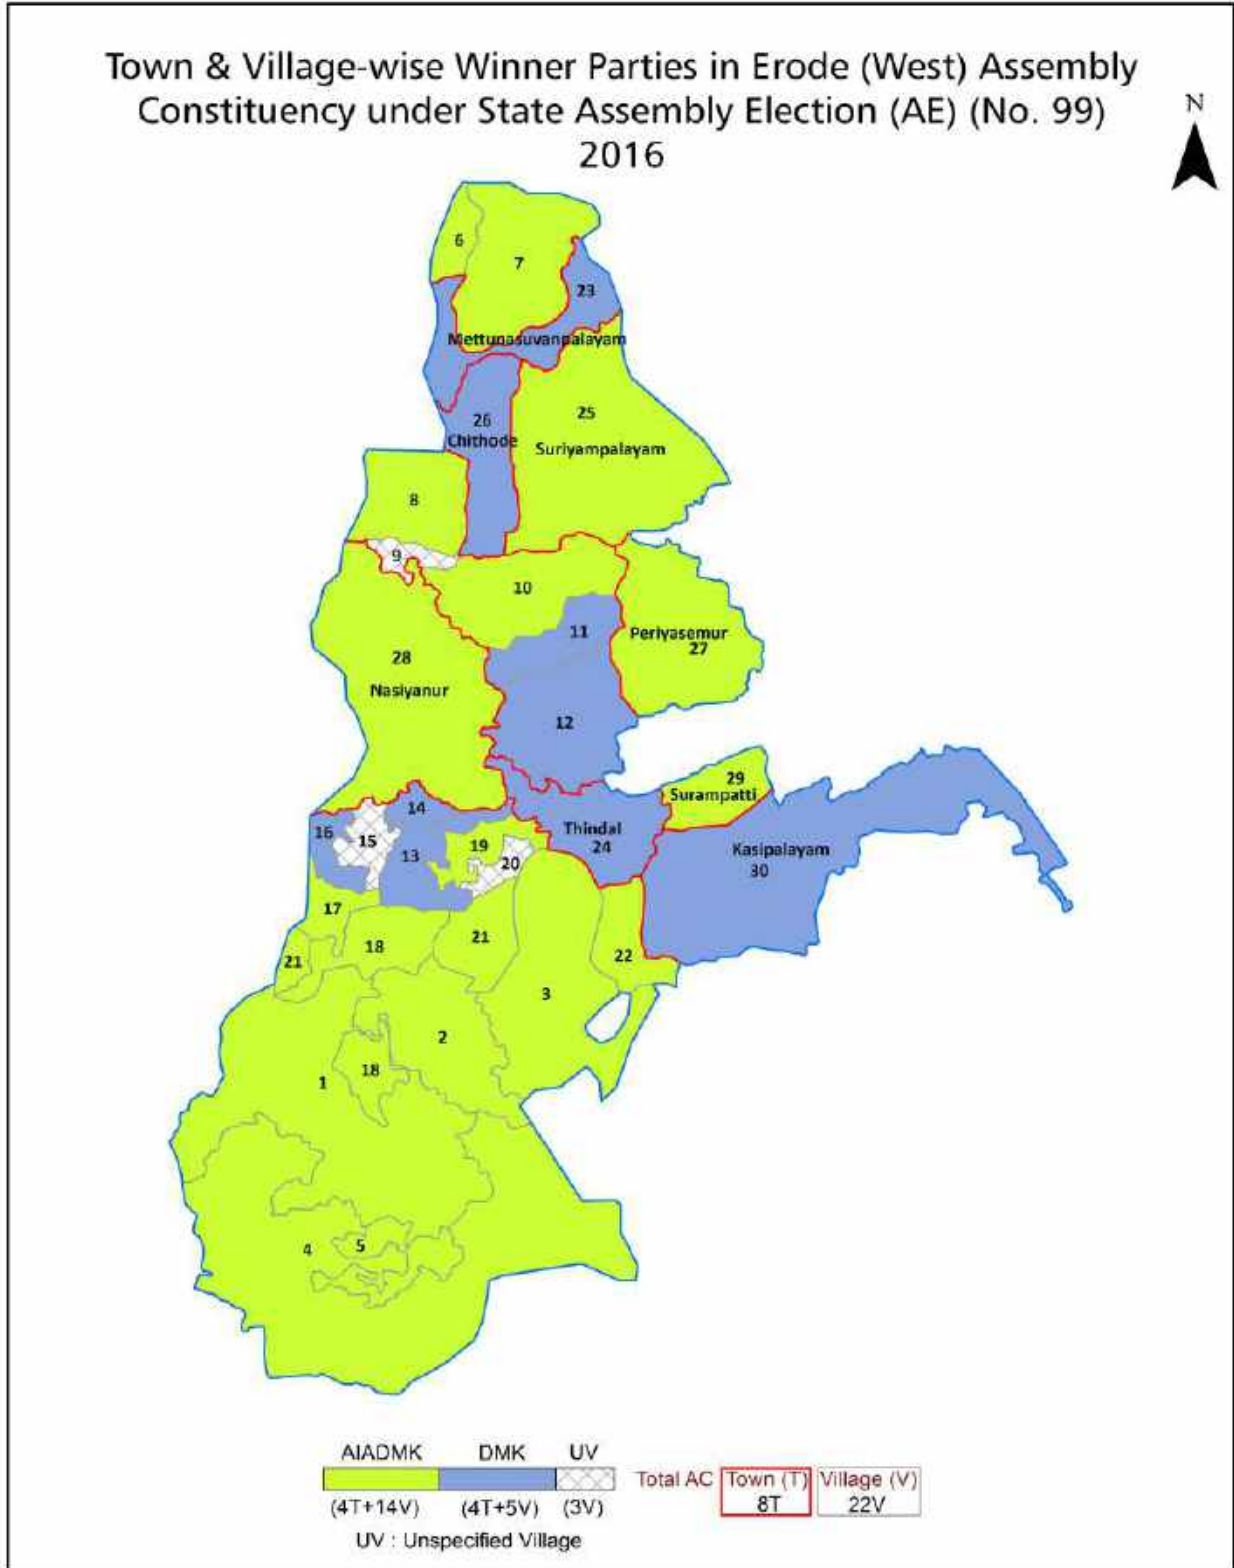 Town & Village-wise Winner Parties in Erode (West) Assembly
Constituency under State Assembly Election (AE) (No. 99)
2016
N
6
7
23
Mettunasuvanpalayam
25
26
Chithode
Suriyampalayam
8
9
10
11
Periyasemur
27
28
Nasiyanur
12
29
Surampatti
14
16
15
13
19
20
Thindal
24
Kasipalayam
30
17
18
21
21
22
3
2
1
18
4
5
AIADMK DMK UV
(4T+14V) (4T+5V) (3V)
UV : Unspecified Village
Total AC Town (T) Village (V)
8T 22V